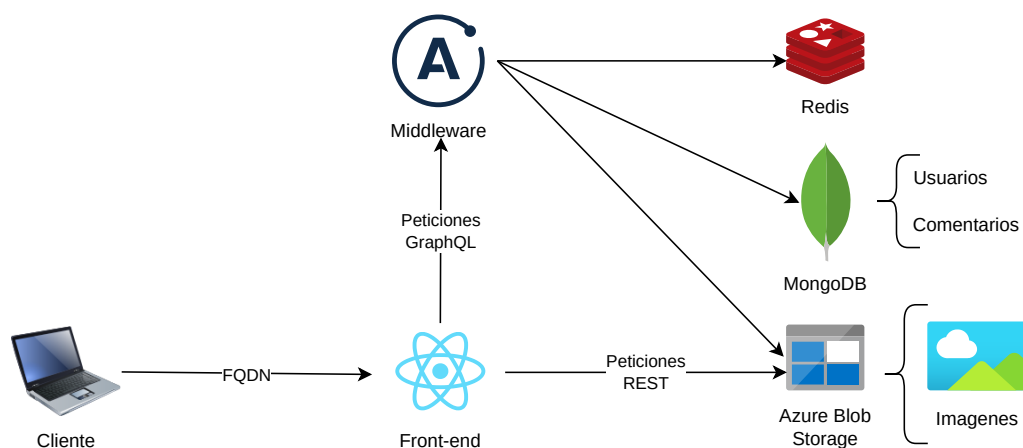 Redis
Middleware
Peticiones
GraphQL
Usuarios
Comentarios
MongoDB
FQDN
Peticiones
REST
Cliente
Front-end
Azure Blob
Storage
Imagenes